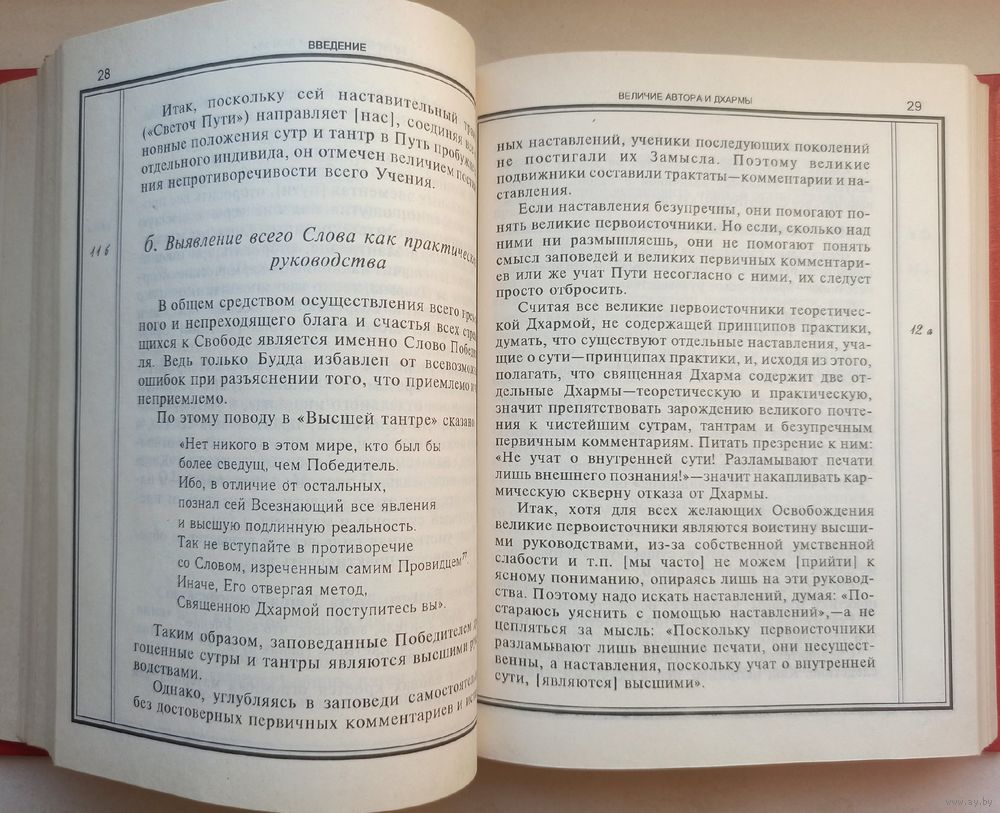 28
ВВЕДЕНИЕ
Итак, поскольку сей наставительный
(«Светоч Пути») направляет [нас], соединяя
новные положения сутр и тантр в Путь
отдельного индивида, он отмечен величием
ния непротиворечивости всего Учения.
11б
б. Выявление всего Слова как
руководства
В общем средством осуществления всего
ного и непреходящего блага и счастья всех
щихся к Свободе является именно Слово
ля. Ведь только Будда избавлен от
ошибок при разъяснении того, что приемлемо
неприемлемо.
По этому поводу в «Высшей тантре» сказано
«Нет никого в этом мире, кто был бы
более сведущ, чем Победитель.
Ибо, в отличие от остальных,
познал сей Всезнающий все явления
и высшую подлинную реальность.
Так не вступайте в противоречие
со Словом, изреченным самим Провидцем⁷⁷.
Иначе, Его отвергая метод,
Священною Дхармой поступитесь вы».
Таким образом, заповеданные Победителем
гоценные сутры и тантры являются высшими
водствами.
Однако, углубляясь в заповеди
без достоверных первичных комментариев и
ВЕЛИЧИЕ АВТОРА И ДХАРМЫ
29
ных наставлений, ученики последующих поколений
не постигали их Замысла. Поэтому великие
подвижники составили трактаты—комментарии и на-
ставления.
Если наставления безупречны, они помогают по-
нять великие первоисточники. Но если, сколько над
ними ни размышляешь, они не помогают понять
смысл заповедей и великих первичных комментари-
ев или же учат Пути несогласно с ними, их следует
просто отбросить.
Считая все великие первоисточники теоретичес-
кой Дхармой, не содержащей принципов практики,
думать, что существуют отдельные наставления, уча-
щие о сути—принципах практики, и, исходя из этого,
полагать, что священная Дхарма содержит две от-
дельные Дхармы—теоретическую и практическую,
значит препятствовать зарождению великого почте-
ния к чистейшим сутрам, тантрам и безупречным
первичным комментариям. Питать презрение к ним:
«Не учат о внутренней сути! Разламывают печати
лишь внешнего познания!»—значит накапливать кар-
мическую скверну отказа от Дхармы.
Итак, хотя для всех желающих Освобождения
великие первоисточники являются воистину высши-
ми руководствами, из-за собственной умственной
слабости и т.п. [мы часто] не можем [прийти] к
ясному пониманию, опираясь лишь на эти руковод-
ства. Поэтому надо искать наставлений, думая: «По-
стараюсь уяснить с помощью наставлений»,—а не
цепляться за мысль: «Поскольку первоисточники
разламывают лишь внешние печати, они несущест-
венны, а наставления, поскольку учат о внутренней
сути, [являются] высшими».
12а
www.ay.by